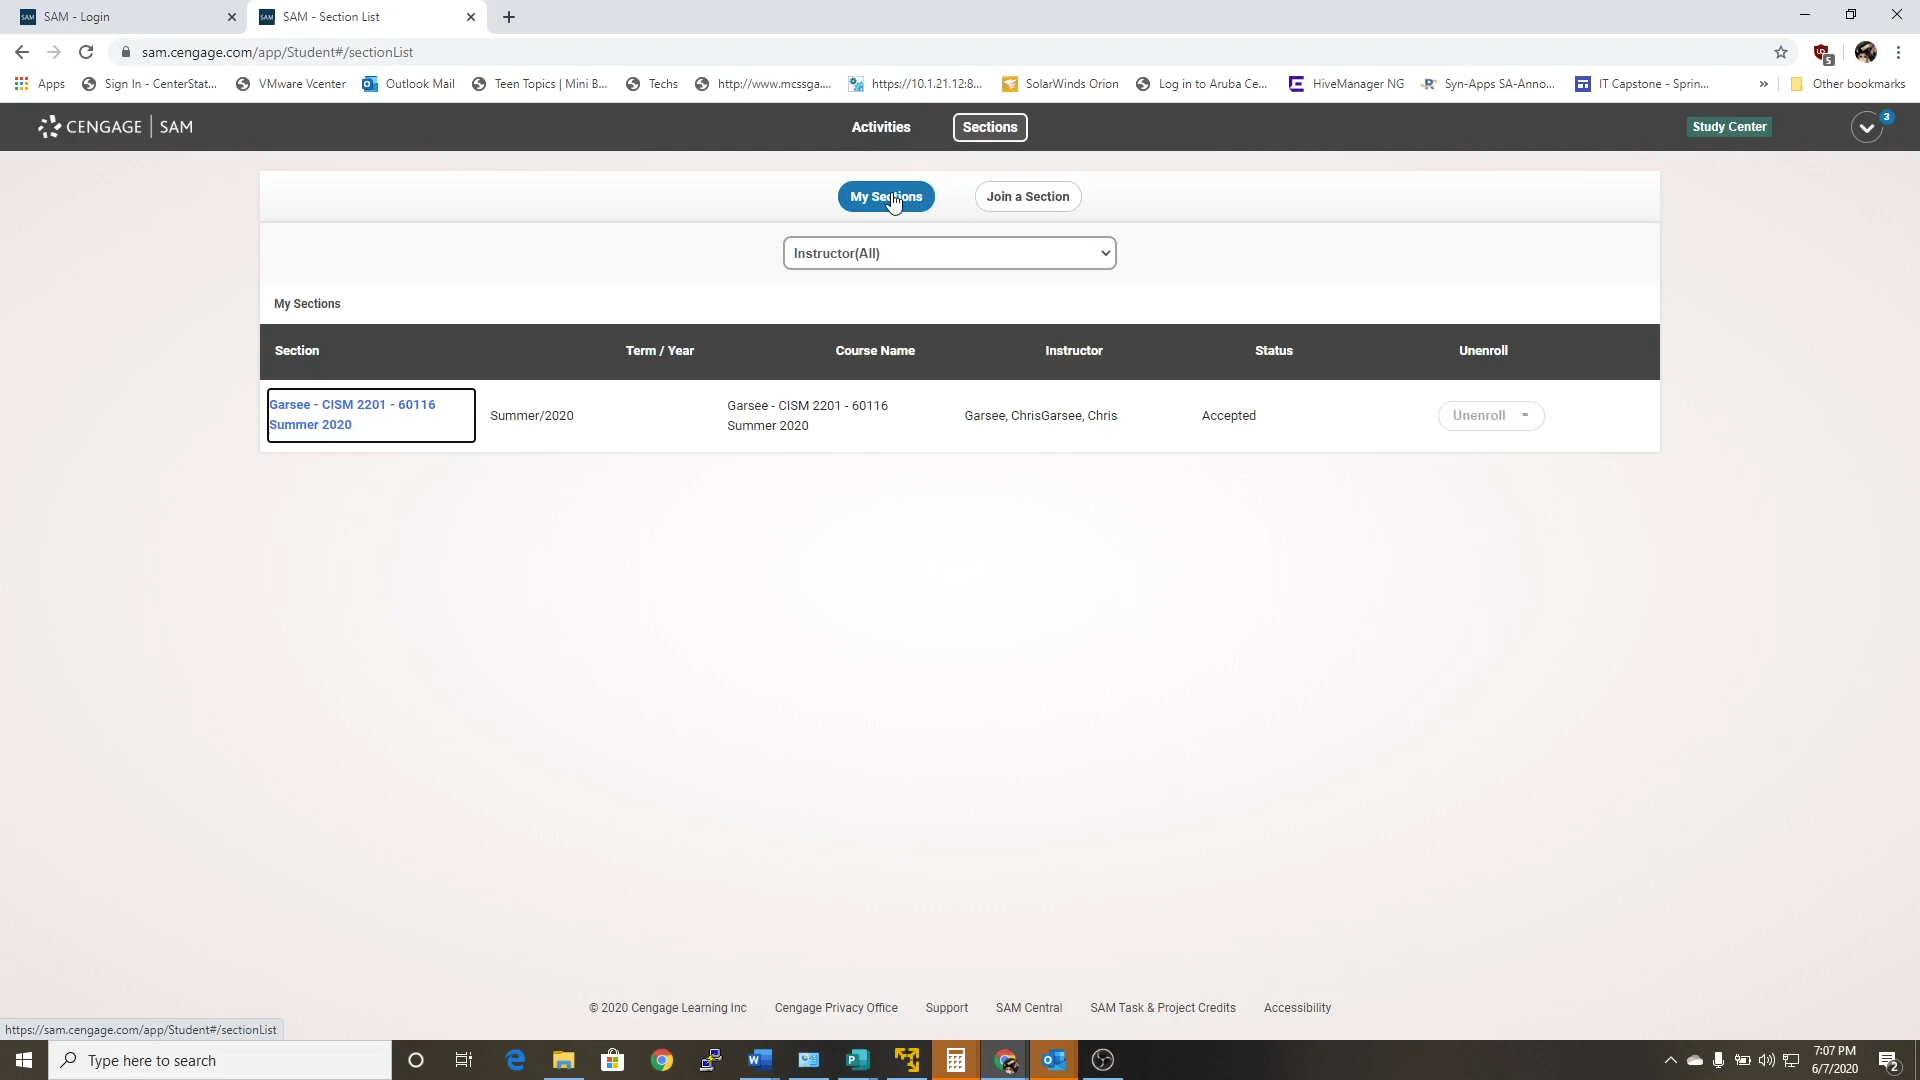 SAM SAM - Login
SAM SAM - Section List
sam.cengage.com/app/Student#/sectionList
5
Apps
Sign In - CenterStat...
VMware Vcenter
Outlook Mail
Teen Topics | Mini B...
Techs
http://www.mcssga....
https://10.1.21.12:8...
SolarWinds Orion
Log in to Aruba Ce...
HiveManager NG
Syn-Apps SA-Anno...
IT Capstone - Sprin...
»
Other bookmarks
CENGAGE | SAM
Activities
Sections
Study Center
3
My Sections
Join a Section
Instructor(All)
My Sections
Section
Term / Year
Course Name
Instructor
Status
Unenroll
Garsee - CISM 2201 - 60116
Summer 2020
Summer/2020
Garsee - CISM 2201 - 60116
Summer 2020
Garsee, ChrisGarsee, Chris
Accepted
Unenroll -
© 2020 Cengage Learning Inc
Cengage Privacy Office
Support
SAM Central
SAM Task & Project Credits
Accessibility
https://sam.cengage.com/app/Student#/sectionList
Type here to search
7:07 PM
6/7/2020
2